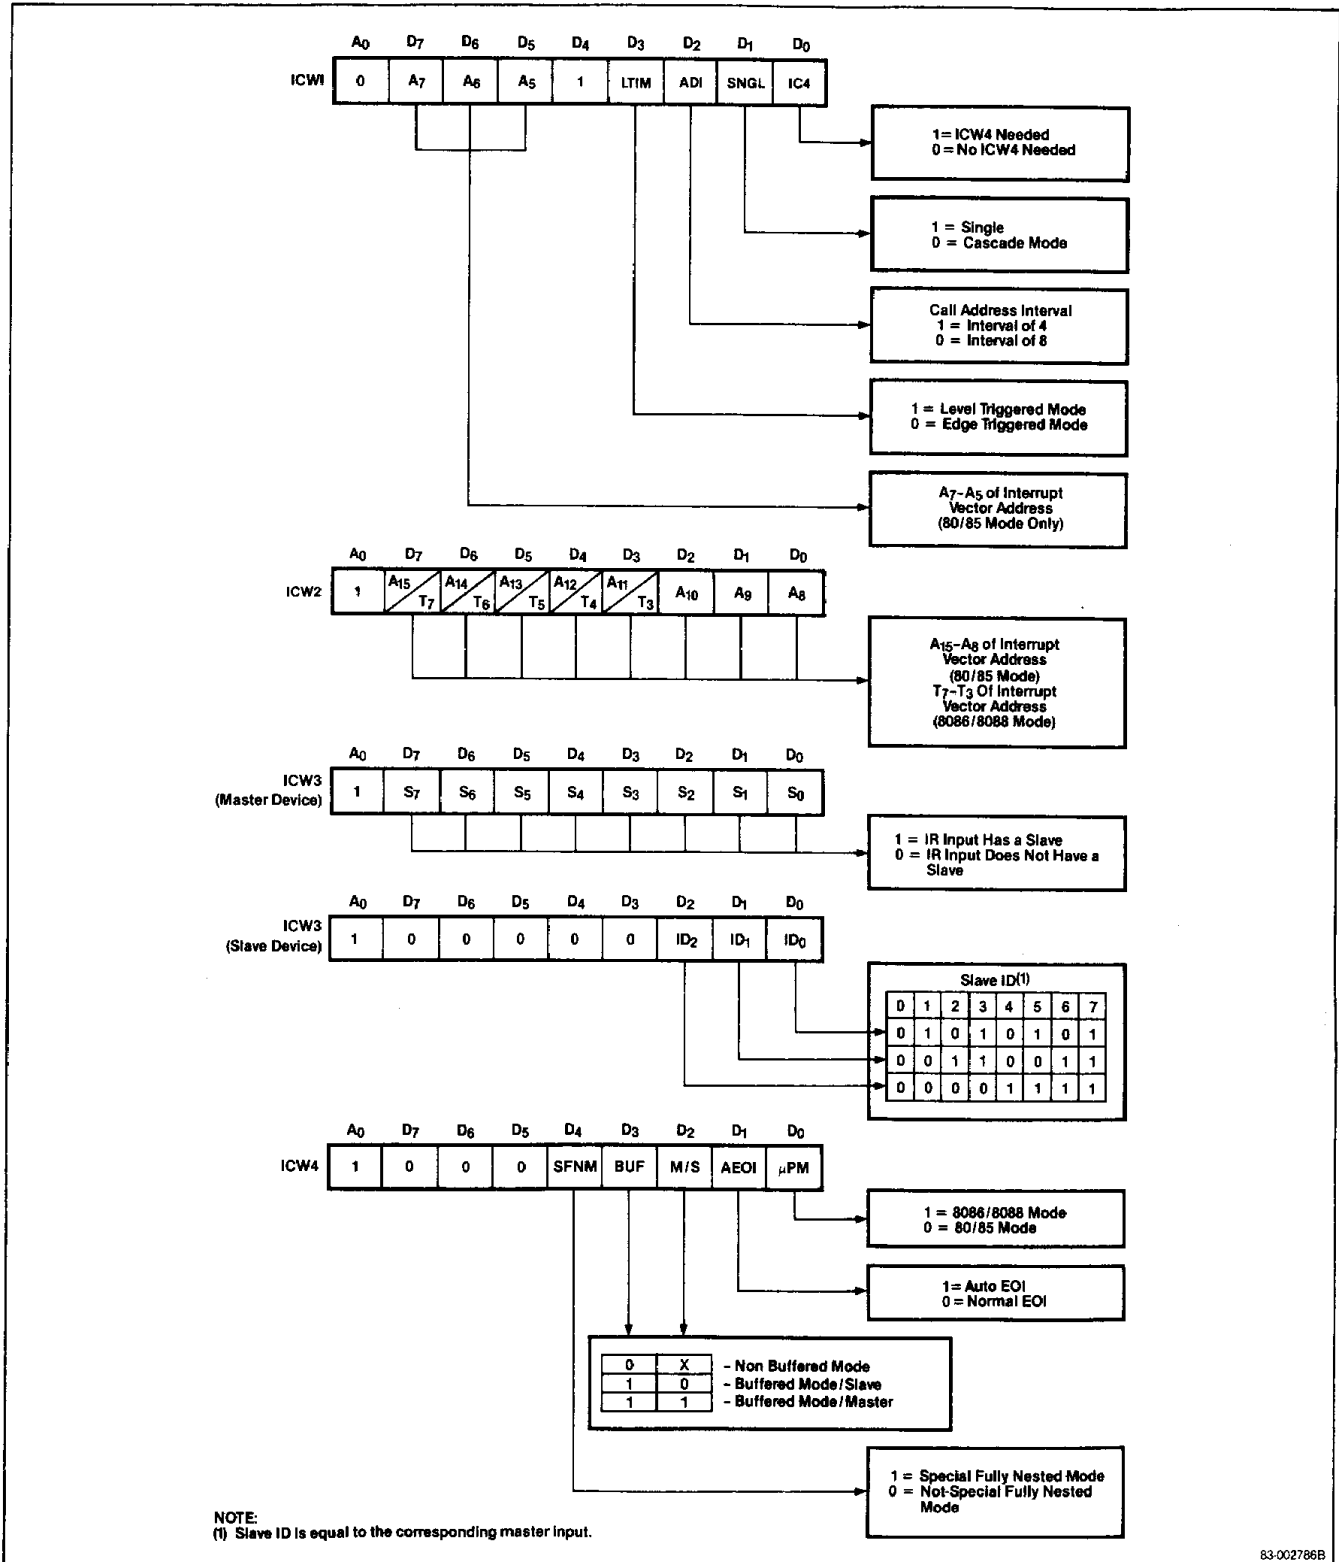 A0 D7 D6 D5 D4 D3 D2 D1 D0
ICW1 0 A7 A6 A5 1 LTIM ADI SNGL IC4
1 = ICW4 Needed
0 = No ICW4 Needed
1 = Single
0 = Cascade Mode
Call Address Interval
1 = Interval of 4
0 = Interval of 8
1 = Level Triggered Mode
0 = Edge Triggered Mode
A7-A5 of Interrupt
Vector Address
(80/85 Mode Only)
A0 D7 D6 D5 D4 D3 D2 D1 D0
ICW2 1 A15/T7 A14/T6 A13/T5 A12/T4 A11/T3 A10 A9 A8
A15-A8 of Interrupt
Vector Address
(80/85 Mode)
T7-T3 Of Interrupt
Vector Address
(8086/8088 Mode)
A0 D7 D6 D5 D4 D3 D2 D1 D0
ICW3
(Master Device)
1 S7 S6 S5 S4 S3 S2 S1 S0
1 = IR Input Has a Slave
0 = IR Input Does Not Have a
Slave
A0 D7 D6 D5 D4 D3 D2 D1 D0
ICW3
(Slave Device)
1 0 0 0 0 0 ID2 ID1 ID0
Slave ID(1)
0 1 2 3 4 5 6 7
0 1 0 1 0 1 0 1
0 0 1 1 0 0 1 1
0 0 0 0 1 1 1 1
A0 D7 D6 D5 D4 D3 D2 D1 D0
ICW4 1 0 0 0 SFNM BUF M/S AEOI μPM
1 = 8086/8088 Mode
0 = 80/85 Mode
1 = Auto EOI
0 = Normal EOI
0 X - Non Buffered Mode
1 0 - Buffered Mode/Slave
1 1 - Buffered Mode/Master
1 = Special Fully Nested Mode
0 = Not-Special Fully Nested
Mode
NOTE:
(1) Slave ID is equal to the corresponding master input.
83-002786B